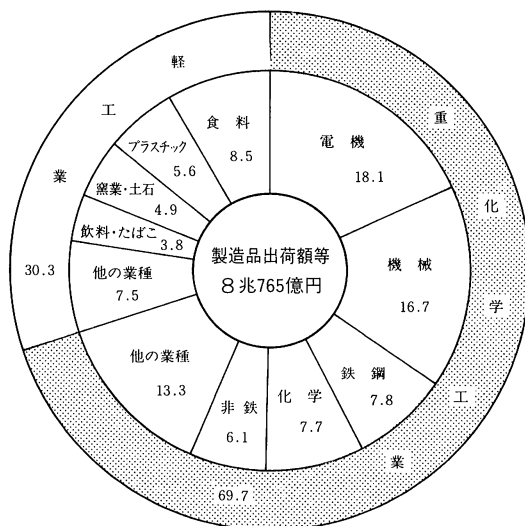 製造品出荷額等
８兆765億円
重化学工業
69.7
電機
18.1
機械
16.7
鉄鋼
7.8
化学
7.7
非鉄
6.1
他の業種
13.3
軽工業
30.3
他の業種
7.5
飲料・たばこ
3.8
窯業・土石
4.9
プラスチック
5.6
食料
8.5